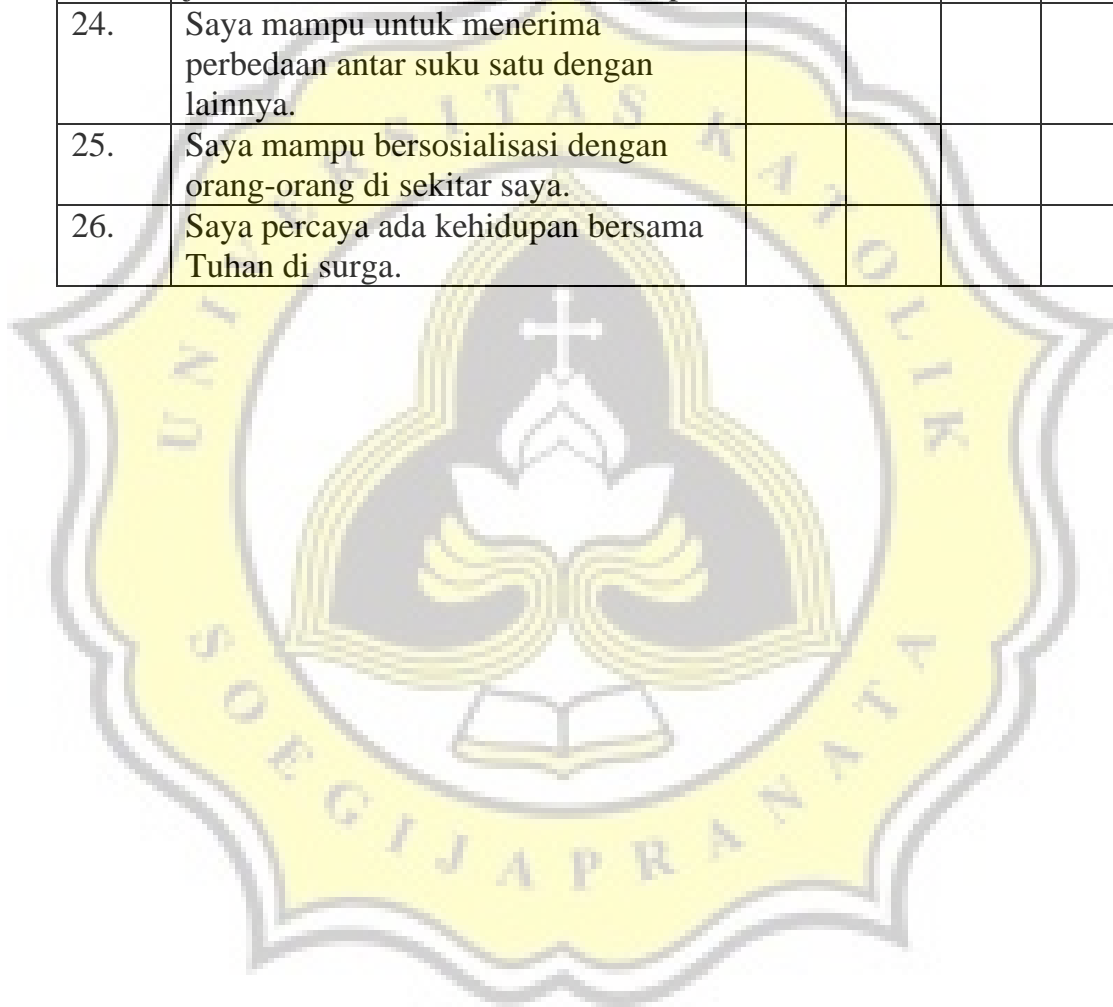 24. Saya mampu untuk menerima
perbedaan antar suku satu dengan
lainnya.
25. Saya mampu bersosialisasi dengan
orang-orang di sekitar saya.
26. Saya percaya ada kehidupan bersama
Tuhan di surga.
UNIVERSITAS KATOLIK
SOEGIJAPRANATA